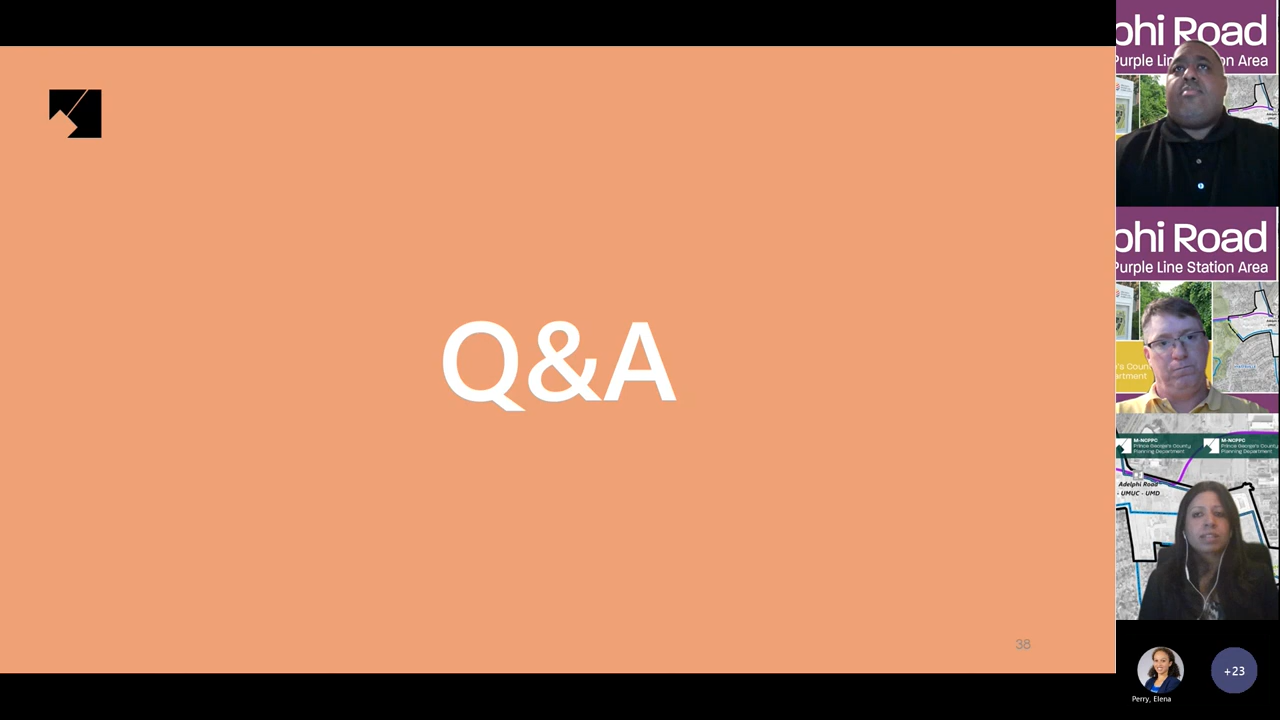 Q&A
38
phi Road
Purple Line Station Area
phi Road
Purple Line Station Area
M-NCPPC
Prince George's County
Planning Department
M-NCPPC
Prince George's County
Planning Department
Adelphi Road
- UMUC - UMD
+23
Perry, Elena